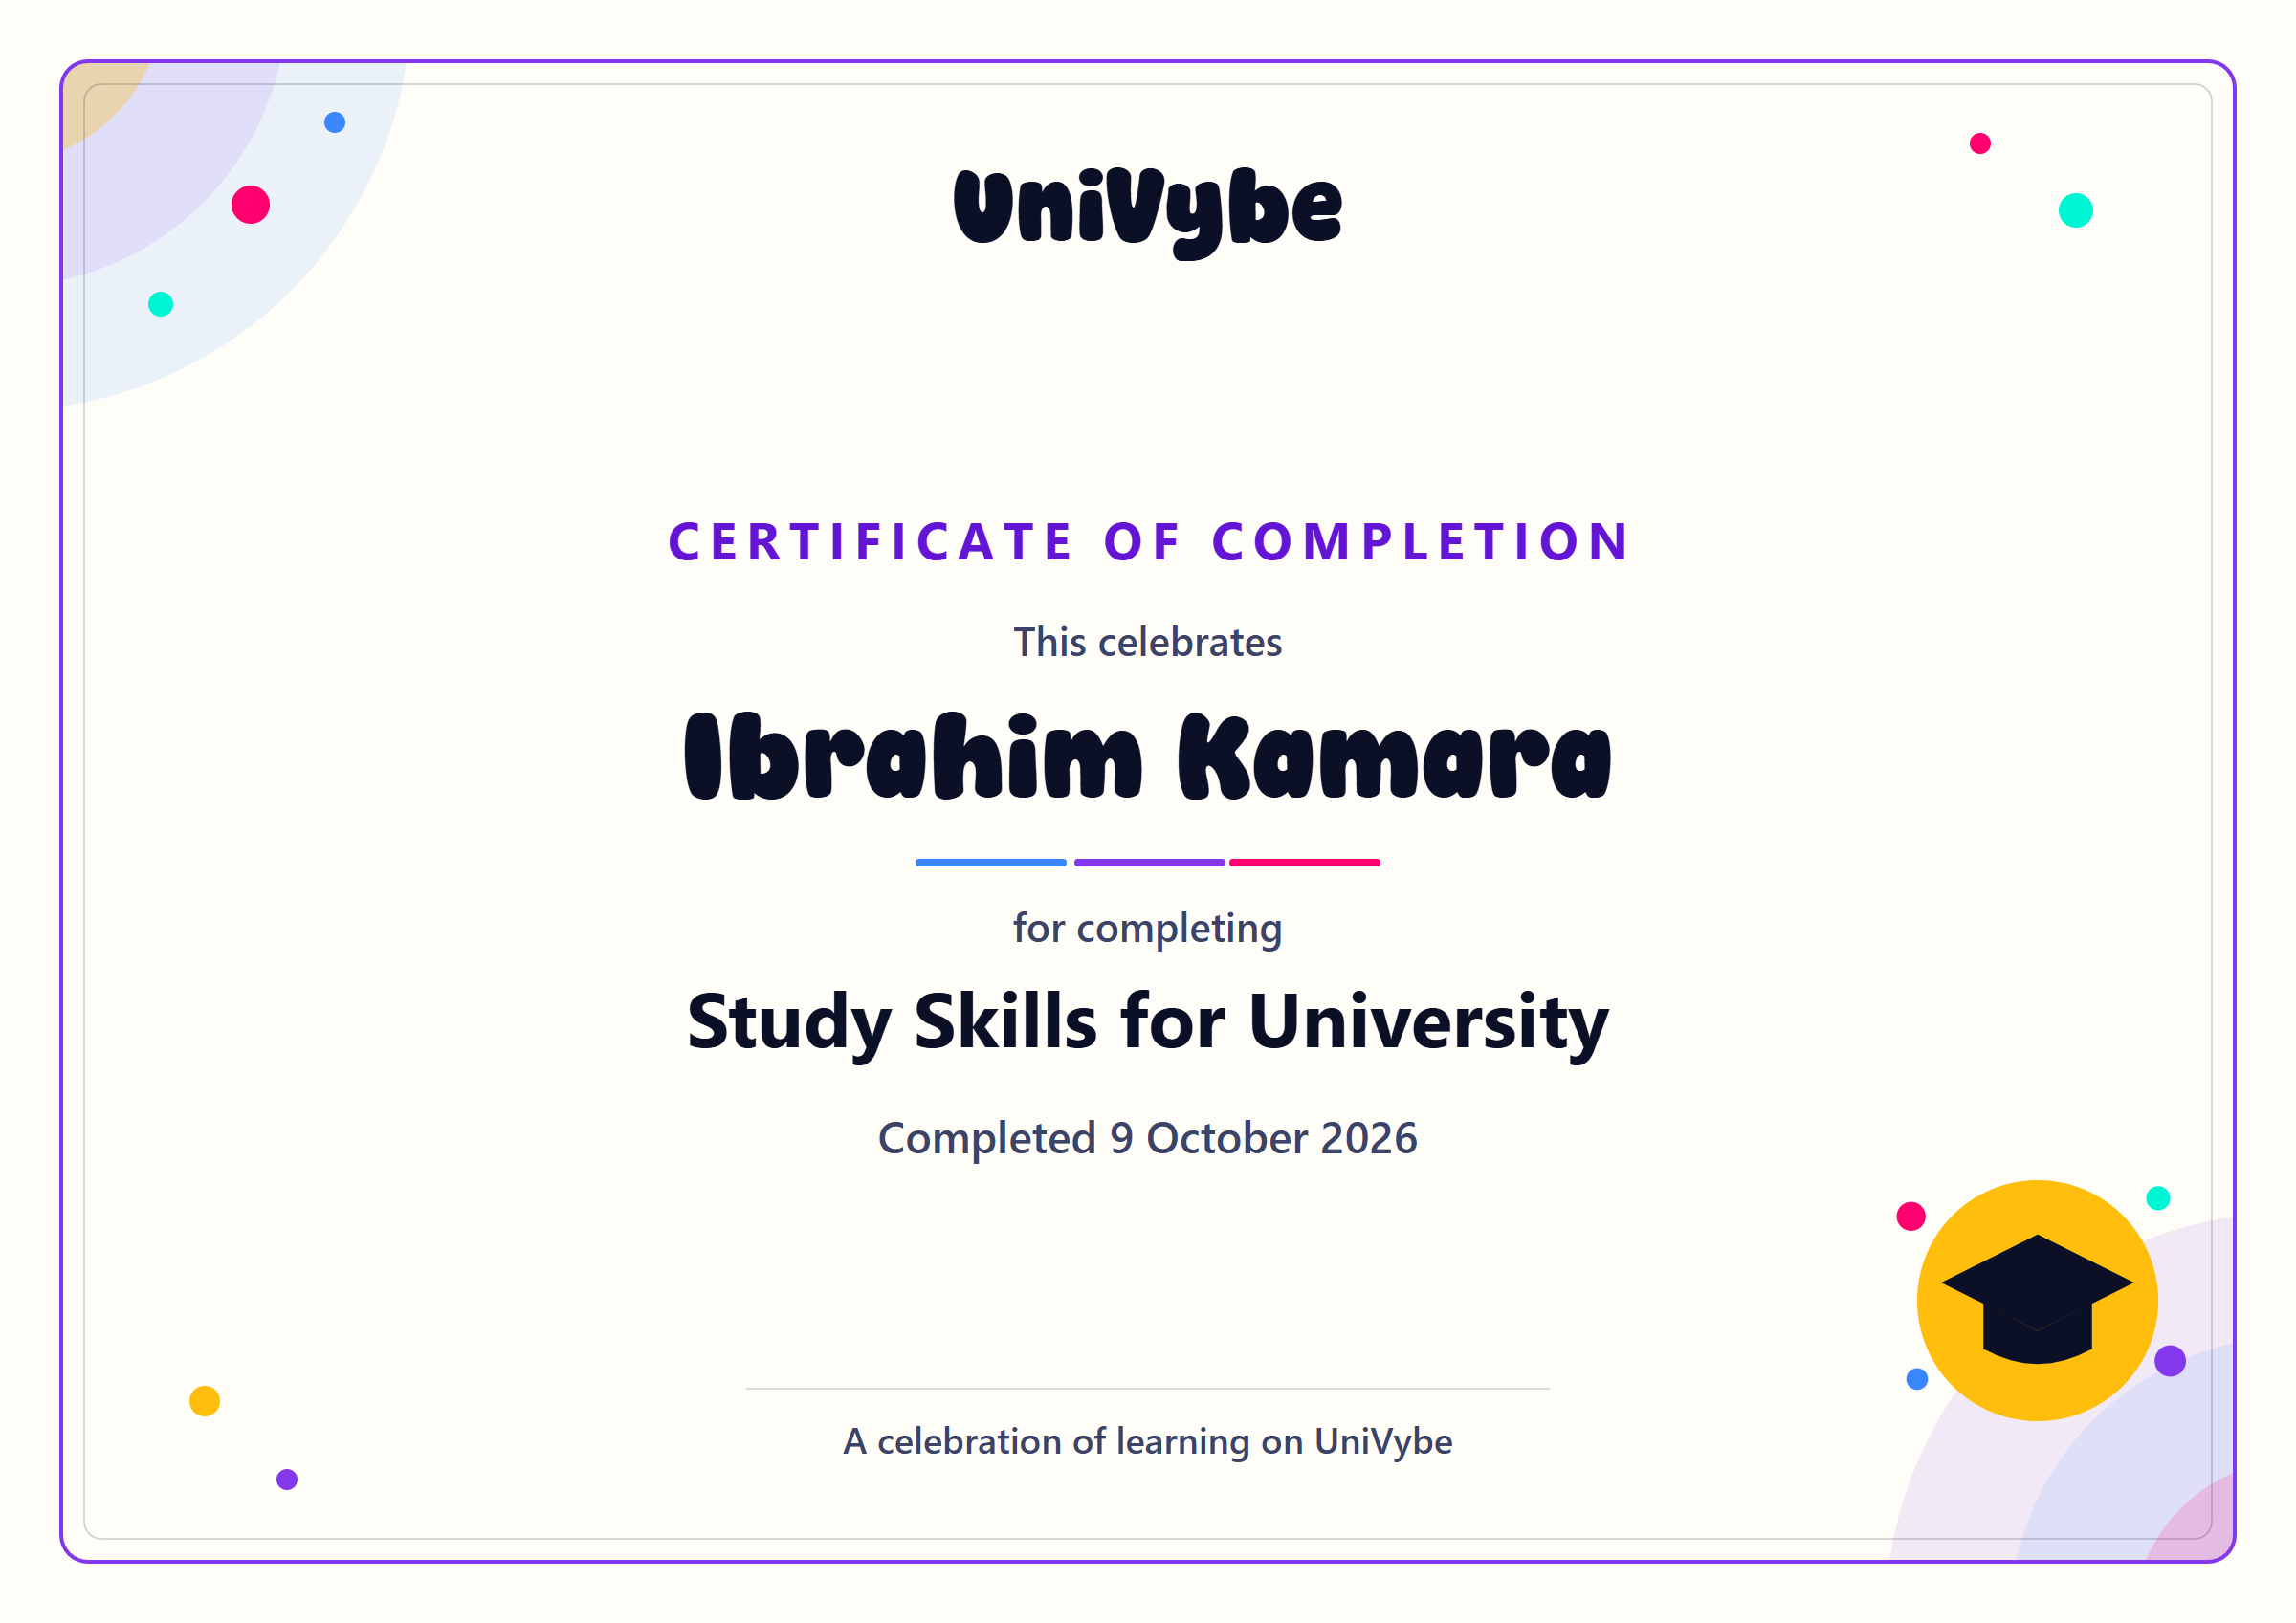 UniVybe
CERTIFICATE OF COMPLETION
This celebrates
Ibrahim Kamara
for completing
Study Skills for University
Completed 9 October 2026
A celebration of learning on UniVybe